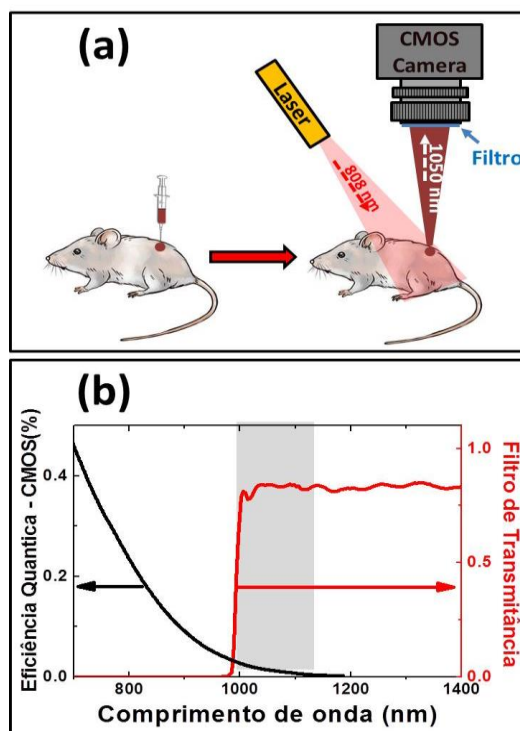 (a)
CMOS
Camera
Laser
Filtro
808 nm
1050 nm
(b)
Eficiência Quantica - CMOS(%)
0.4
0.2
0.0
1.0
0.5
0.0
Filtro de Transmitância
800
1000
1200
1400
Comprimento de onda (nm)